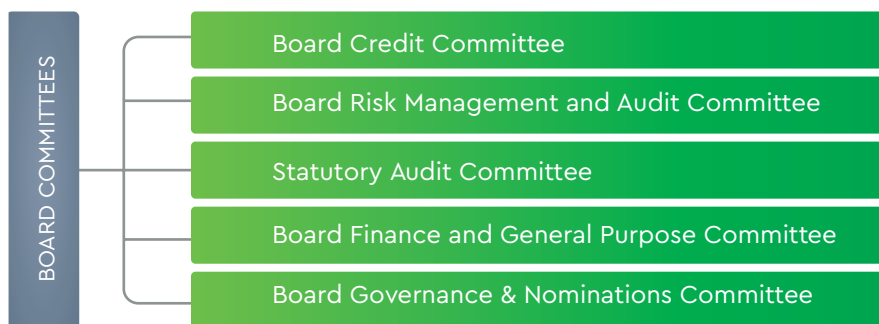 BOARD COMMITTEES
Board Credit Committee
Board Risk Management and Audit Committee
Statutory Audit Committee
Board Finance and General Purpose Committee
Board Governance & Nominations Committee